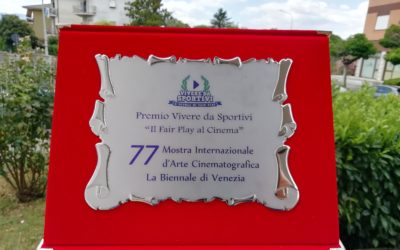 VIVERE DA
SPORTIVI
Premio Vivere da Sportivi
"Il Fair Play al Cinema"
77 Mostra Internazionale
d'Arte Cinematografica
La Biennale di Venezia